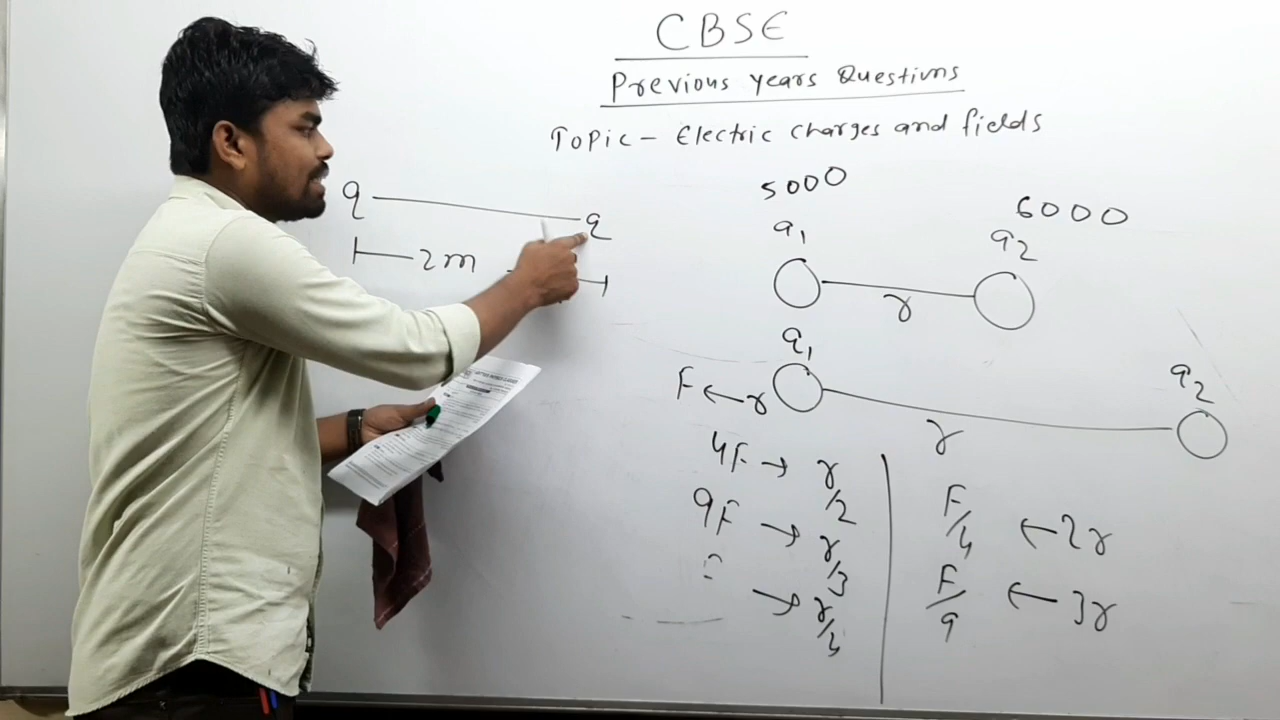 CBSE
Previous years Questions
Topic - Electric charges and fields
q q
2m
5000
6000
q1 q2
r
q1
q2
F ← r
r
4F → r/2
9F → r/3
→ r/3
F/4 ← 2r
F/9 ← 3r